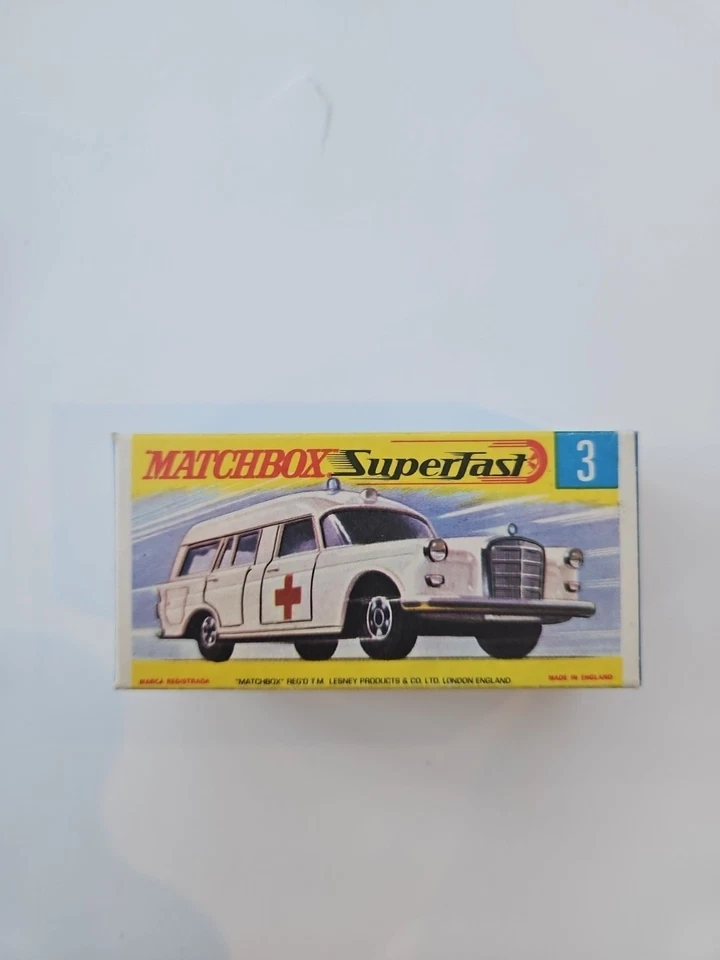 MATCHBOX Superfast 3
MARCA REGISTRADA "MATCHBOX" REG'D T.M. LESNEY PRODUCTS & CO. LTD. LONDON ENGLAND. MADE IN ENGLAND